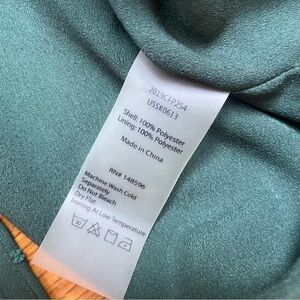 2019CFP254
USSK0613
Shell: 100% Polyester
Lining: 100% Polyester
Made in China
RN# 148596
Machine Wash Cold
Separately
Do Not Bleach
Dry Flat
Ironing At Low Temperature
30